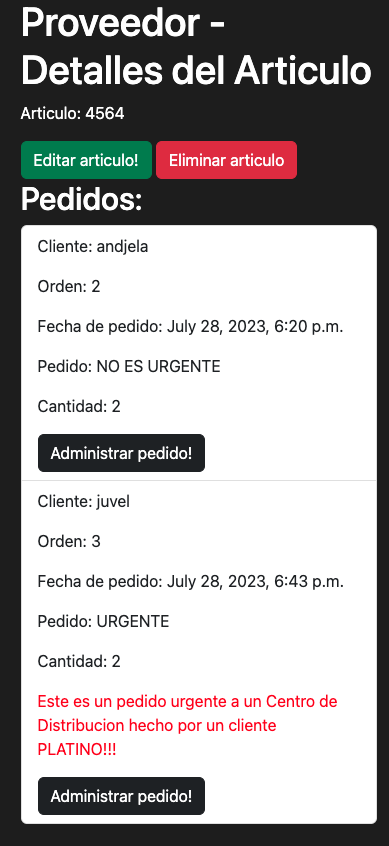 Proveedor -
Detalles del Articulo
Articulo: 4564
Editar articulo! Eliminar articulo
Pedidos:
Cliente: andjela
Orden: 2
Fecha de pedido: July 28, 2023, 6:20 p.m.
Pedido: NO ES URGENTE
Cantidad: 2
Administrar pedido!
Cliente: juvel
Orden: 3
Fecha de pedido: July 28, 2023, 6:43 p.m.
Pedido: URGENTE
Cantidad: 2
Este es un pedido urgente a un Centro de
Distribucion hecho por un cliente
PLATINO!!!
Administrar pedido!